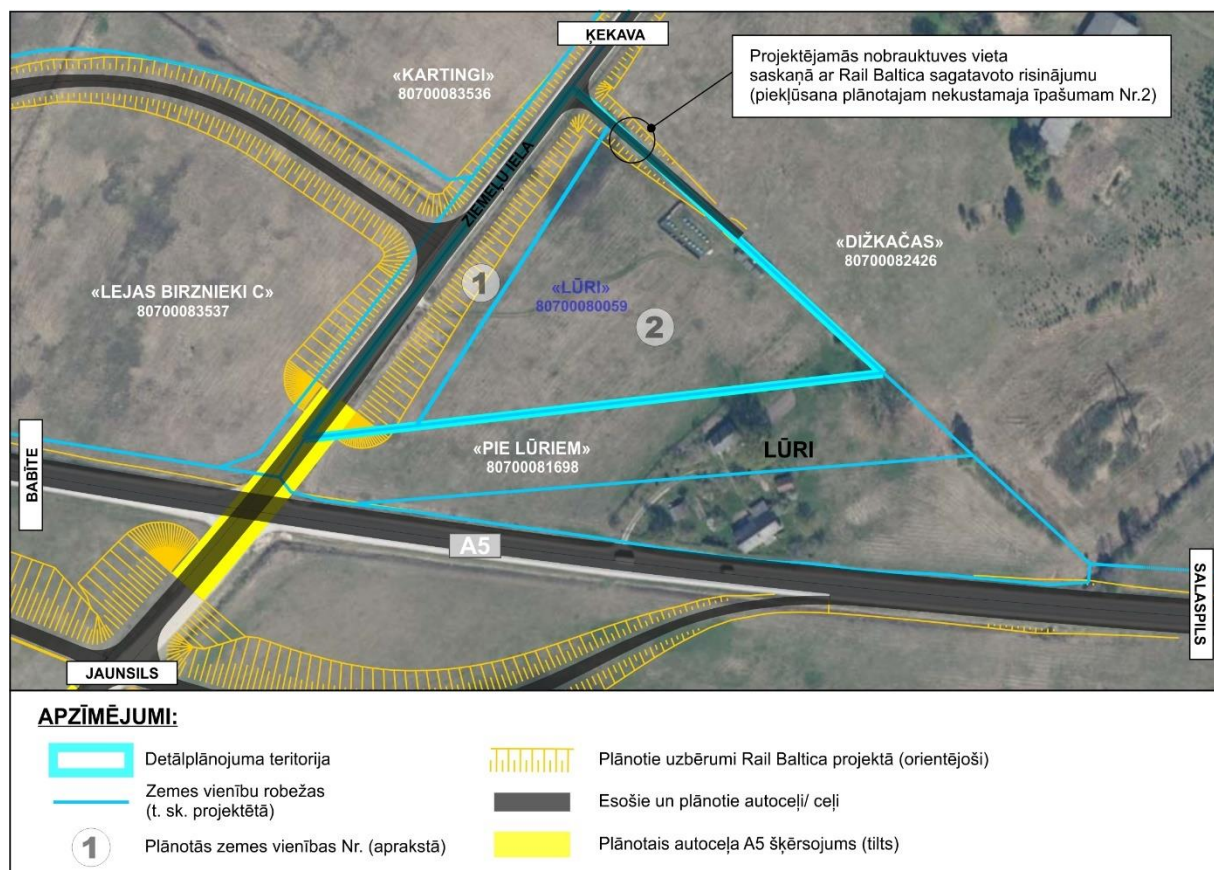 ĶEKAVA
Projektējamās nobrauktuves vieta
saskaņā ar Rail Baltica sagatavoto risinājumu
(piekļūsana plānotajam nekustamaja īpašumam Nr.2)
«KARTINGI»
80700083536
ZIEMEĻU IELA
«DIŽKAČAS»
80700082426
«LEJAS BIRZNIEKI C»
80700083537
1
«LŪRI»
80700080059
2
«PIE LŪRIEM»
80700081698
LŪRI
BABĪTE
A5
SALASPILS
JAUNSILS
APZĪMĒJUMI:
Detālplānojuma teritorija
Zemes vienību robežas
(t. sk. projektētā)
1
Plānotās zemes vienības Nr. (aprakstā)
Plānotie uzbērumi Rail Baltica projektā (orientējoši)
Esošie un plānotie autoceļi/ ceļi
Plānotais autoceļa A5 šķērsojums (tilts)